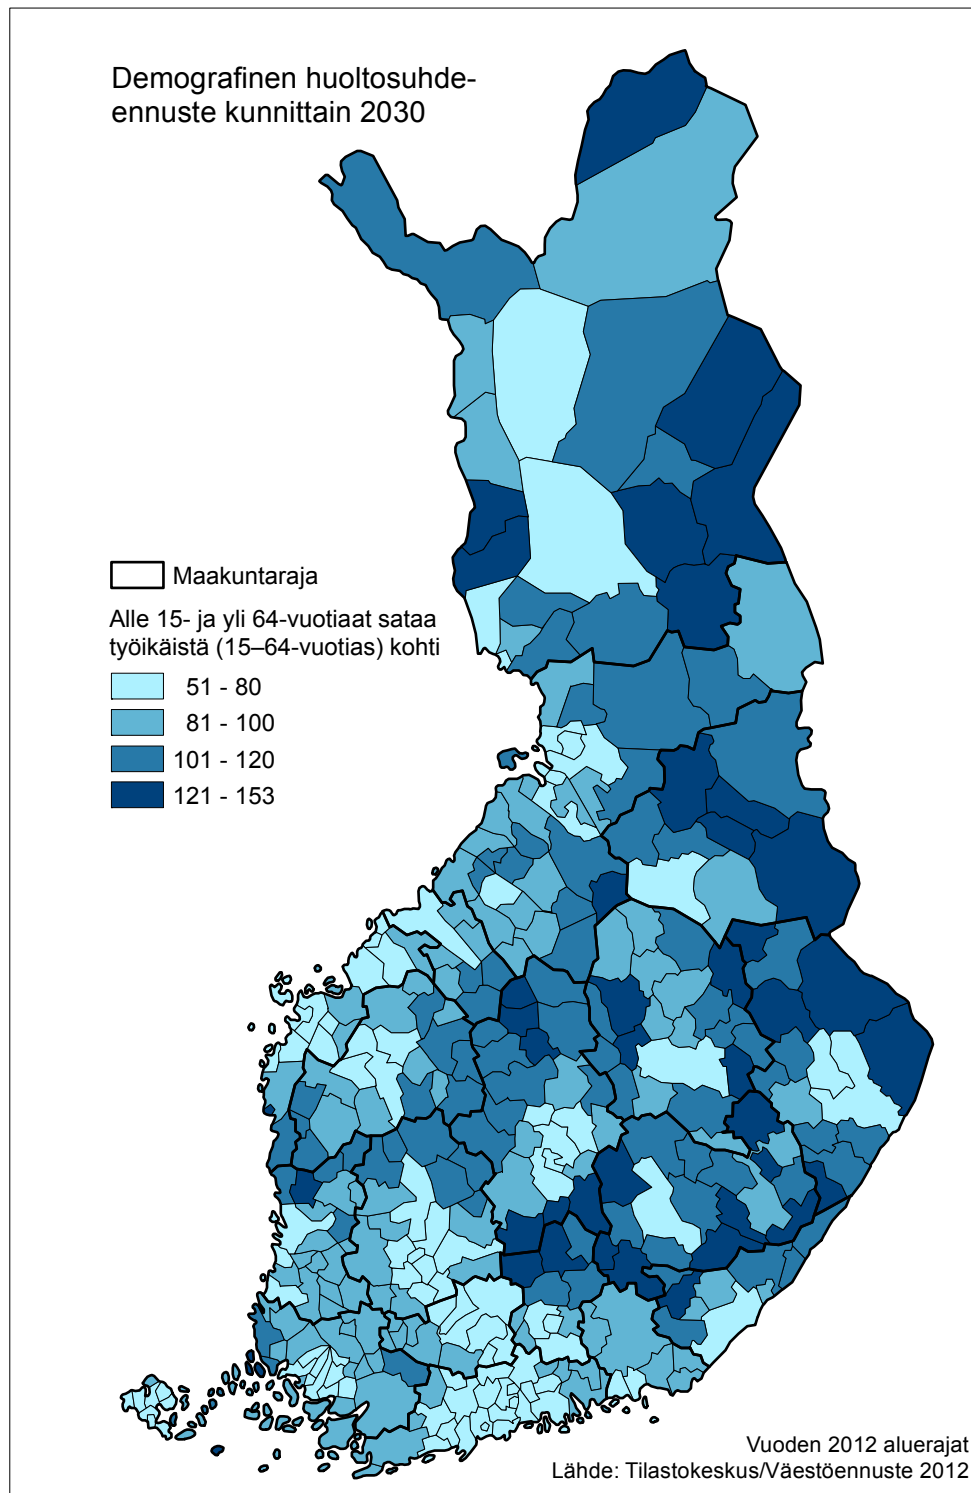 Demografinen huoltosuhde-
ennuste kunnittain 2030
Maakuntaraja
Alle 15- ja yli 64-vuotiaat sataa
työikäistä (15–64-vuotias) kohti
51 - 80
81 - 100
101 - 120
121 - 153
Vuoden 2012 aluerajat
Lähde: Tilastokeskus/Väestöennuste 2012